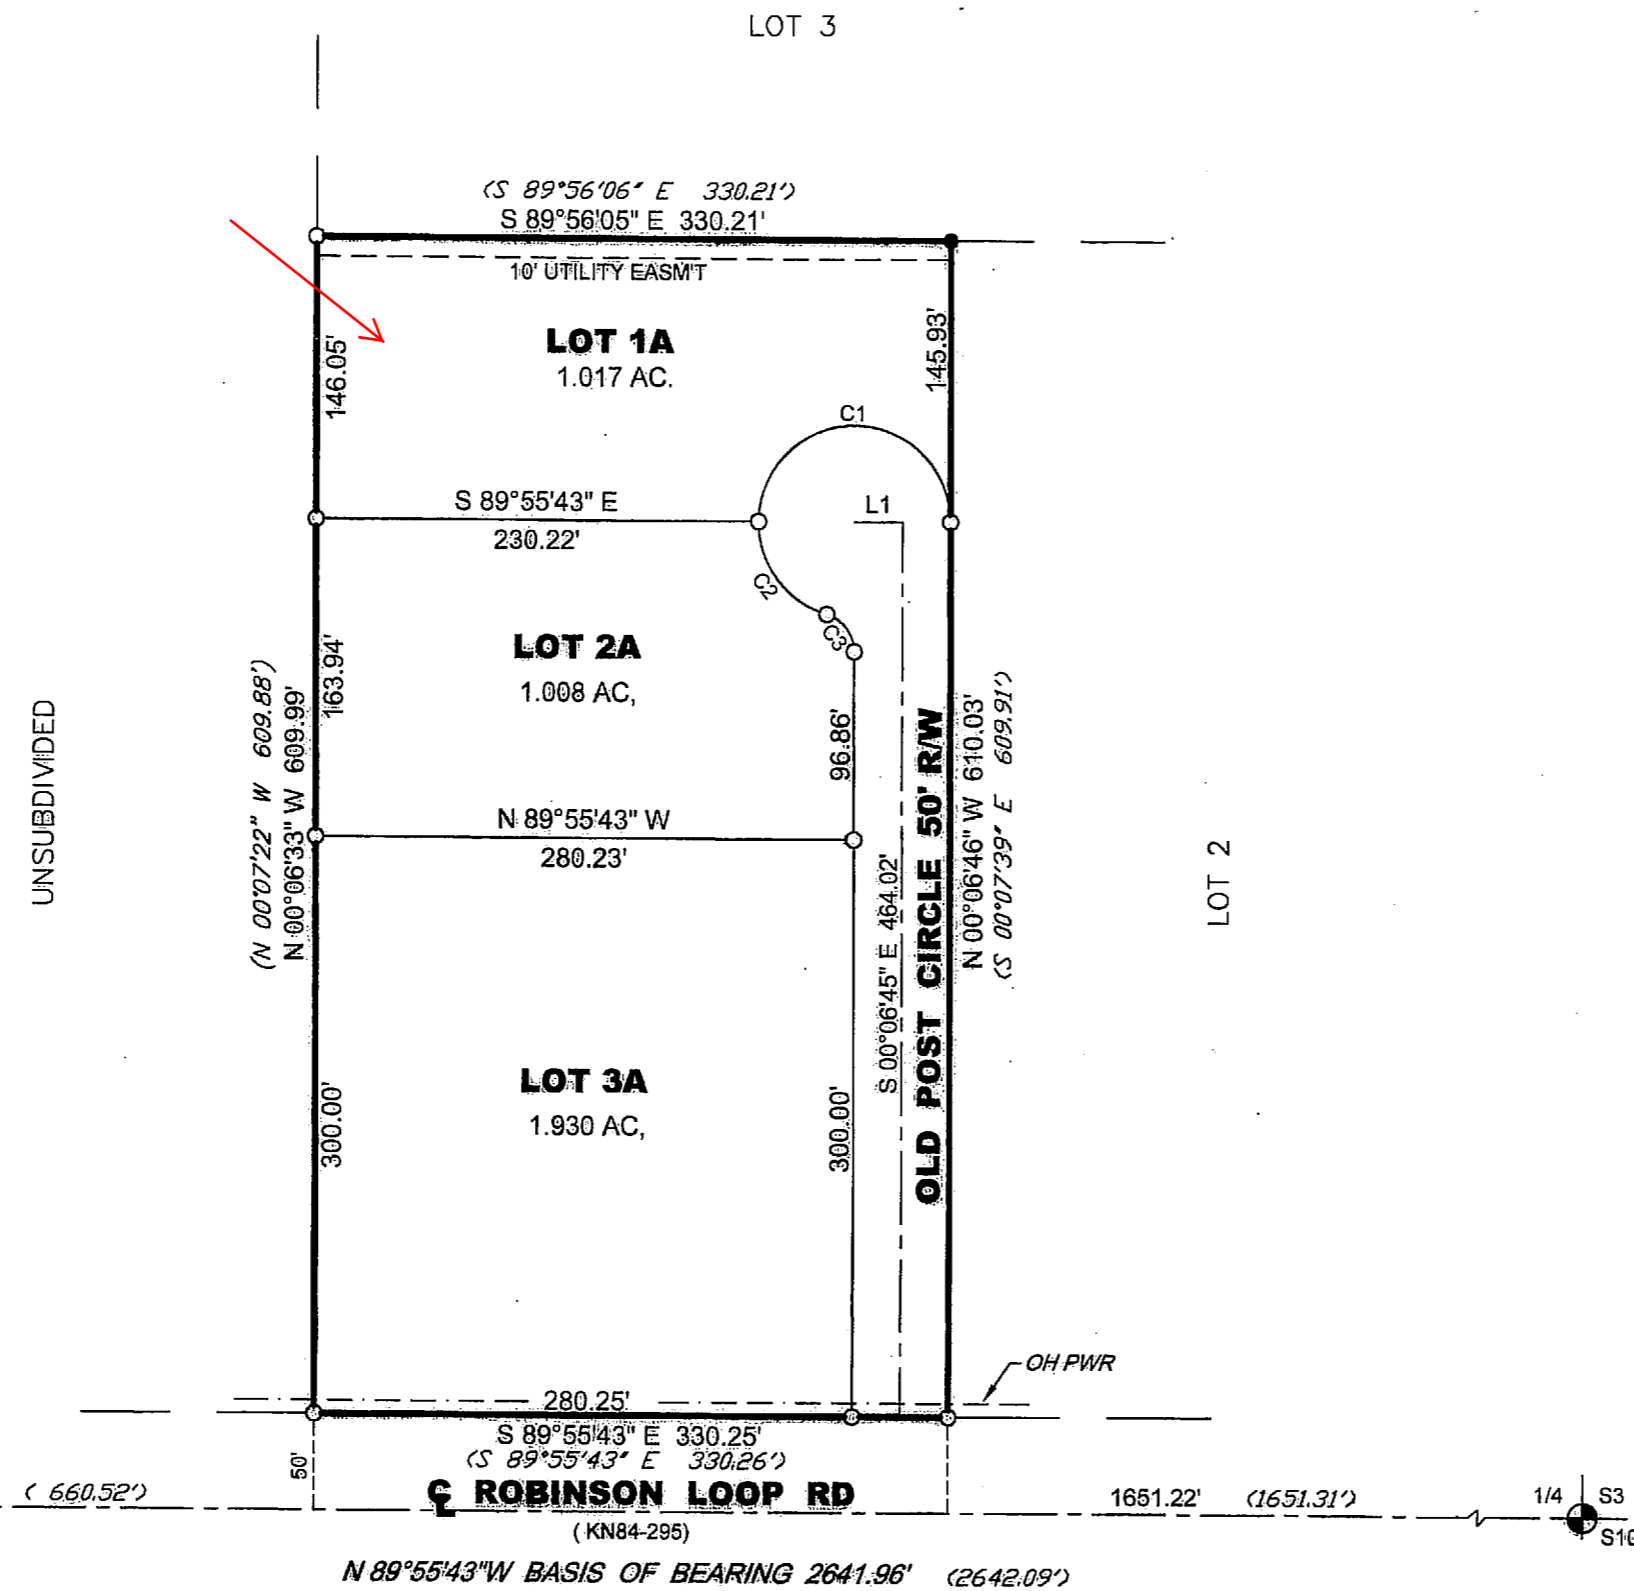 LOT 3
(S 89°56'06" E 330.21')
S 89°56'05" E 330.21'
10' UTILITY EASM'T
LOT 1A
1.017 AC.
146.05'
145.93'
C1
S 89°55'43" E
230.22'
L1
C2
C3
LOT 2A
1.008 AC,
163.94'
96.86'
(N 00°07'22" W 609.88')
N 00°06'33" W 609.99'
UNSUBDIVIDED
N 89°55'43" W
280.23'
S 00°06'45" E 464.02'
OLD POST CIRCLE 50' R/W
N 00°06'46" W 610.03'
(S 00°07'39" E 609.91')
LOT 2
LOT 3A
1.930 AC,
300.00'
300.00'
OH PWR
280.25'
S 89°55'43" E 330.25'
(S 89°55'43" E 330.26')
50'
( 660.52')
℄ ROBINSON LOOP RD
( KN84-295)
1651.22' (1651.31')
1/4 S3
S10
N 89°55'43"W BASIS OF BEARING 2641.96' (2642.09')